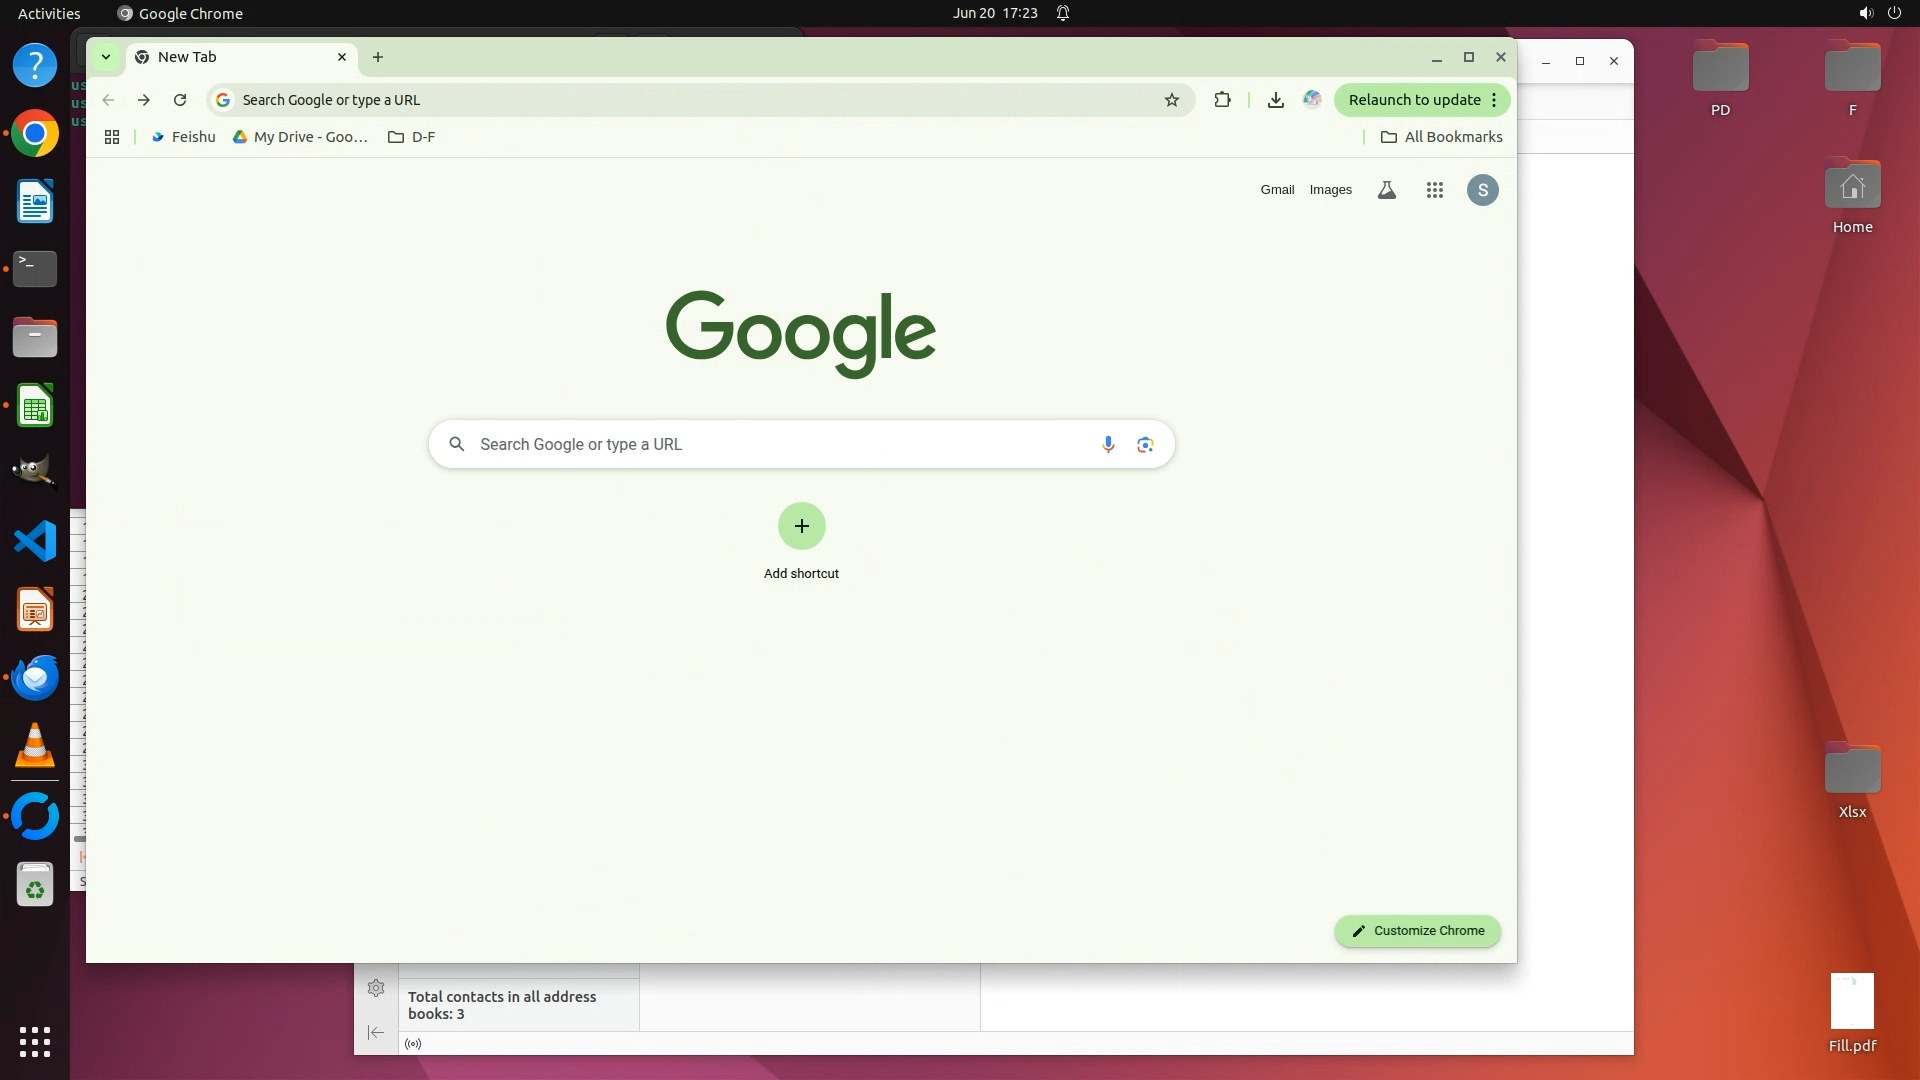 Activities
Google Chrome
Jun 20 17:23
New Tab
Search Google or type a URL
Relaunch to update
Feishu
My Drive - Goo...
D-F
All Bookmarks
Gmail
Images
S
Google
Search Google or type a URL
Add shortcut
Customize Chrome
Total contacts in all address
books: 3
PD
F
Home
Xlsx
Fill.pdf